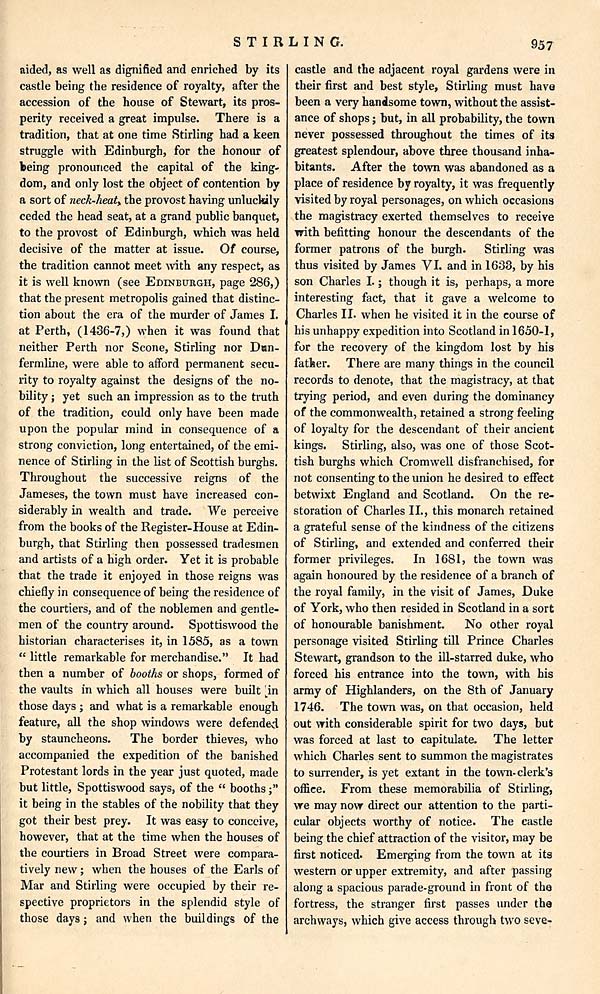 STIRLING.
957
aided, as well as dignified and enriched by its
castle being the residence of royalty, after the
accession of the house of Stewart, its pros-
perity received a great impulse. There is a
tradition, that at one time Stirling had a keen
struggle with Edinburgh, for the honour of
being pronounced the capital of the king-
dom, and only lost the object of contention by
a sort of neck-heat, the provost having unluckily
ceded the head seat, at a grand public banquet,
to the provost of Edinburgh, which was held
decisive of the matter at issue. Of course,
the tradition cannot meet with any respect, as
it is well known (see EDINBURGH, page 286,)
that the present metropolis gained that distinc-
tion about the era of the murder of James I.
at Perth, (1436-7,) when it was found that
neither Perth nor Scone, Stirling nor Dun-
fermline, were able to afford permanent secu-
rity to royalty against the designs of the no-
bility; yet such an impression as to the truth
of the tradition, could only have been made
upon the popular mind in consequence of a
strong conviction, long entertained, of the emi-
nence of Stirling in the list of Scottish burghs.
Throughout the successive reigns of the
Jameses, the town must have increased con-
siderably in wealth and trade. We perceive
from the books of the Register-House at Edin-
burgh, that Stirling then possessed tradesmen
and artists of a high order. Yet it is probable
that the trade it enjoyed in those reigns was
chiefly in consequence of being the residence of
the courtiers, and of the noblemen and gentle-
men of the country around. Spottiswood the
historian characterises it, in 1585, as a town
“ little remarkable for merchandise.” It had
then a number of booths or shops, formed of
the vaults in which all houses were built in
those days; and what is a remarkable enough
feature, all the shop windows were defended
by stauncheons. The border thieves, who
accompanied the expedition of the banished
Protestant lords in the year just quoted, made
but little, Spottiswood says, of the “ booths;”
it being in the stables of the nobility that they
got their best prey. It was easy to conceive,
however, that at the time when the houses of
the courtiers in Broad Street were compara-
tively new; when the houses of the Earls of
Mar and Stirling were occupied by their re-
spective proprietors in the splendid style of
those days; and when the buildings of the
castle and the adjacent royal gardens were in
their first and best style, Stirling must have
been a very handsome town, without the assist-
ance of shops; but, in all probability, the town
never possessed throughout the times of its
greatest splendour, above three thousand inha-
bitants. After the town was abandoned as a
place of residence by royalty, it was frequently
visited by royal personages, on which occasions
the magistracy exerted themselves to receive
with befitting honour the descendants of the
former patrons of the burgh. Stirling was
thus visited by James VI. and in 1633, by his
son Charles I.; though it is, perhaps, a more
interesting fact, that it gave a welcome to
Charles II. when he visited it in the course of
his unhappy expedition into Scotland in 1650-1,
for the recovery of the kingdom lost by his
father. There are many things in the council
records to denote, that the magistracy, at that
trying period, and even during the dominancy
of the commonwealth, retained a strong feeling
of loyalty for the descendant of their ancient
kings. Stirling, also, was one of those Scot-
tish burghs which Cromwell disfranchised, for
not consenting to the union he desired to effect
betwixt England and Scotland. On the re-
storation of Charles II., this monarch retained
a grateful sense of the kindness of the citizens
of Stirling, and extended and conferred their
former privileges. In 1681, the town was
again honoured by the residence of a branch of
the royal family, in the visit of James, Duke
of York, who then resided in Scotland in a sort
of honourable banishment. No other royal
personage visited Stirling till Prince Charles
Stewart, grandson to the ill-starred duke, who
forced his entrance into the town, with his
army of Highlanders, on the 8th of January
1746. The town was, on that occasion, held
out with considerable spirit for two days, but
was forced at last to capitulate. The letter
which Charles sent to summon the magistrates
to surrender, is yet extant in the town-clerk’s
office. From these memorabilia of Stirling,
we may now direct our attention to the parti-
cular objects worthy of notice. The castle
being the chief attraction of the visitor, may be
first noticed. Emerging from the town at its
western or upper extremity, and after passing
along a spacious parade-ground in front of the
fortress, the stranger first passes under the
archways, which give access through two seve-